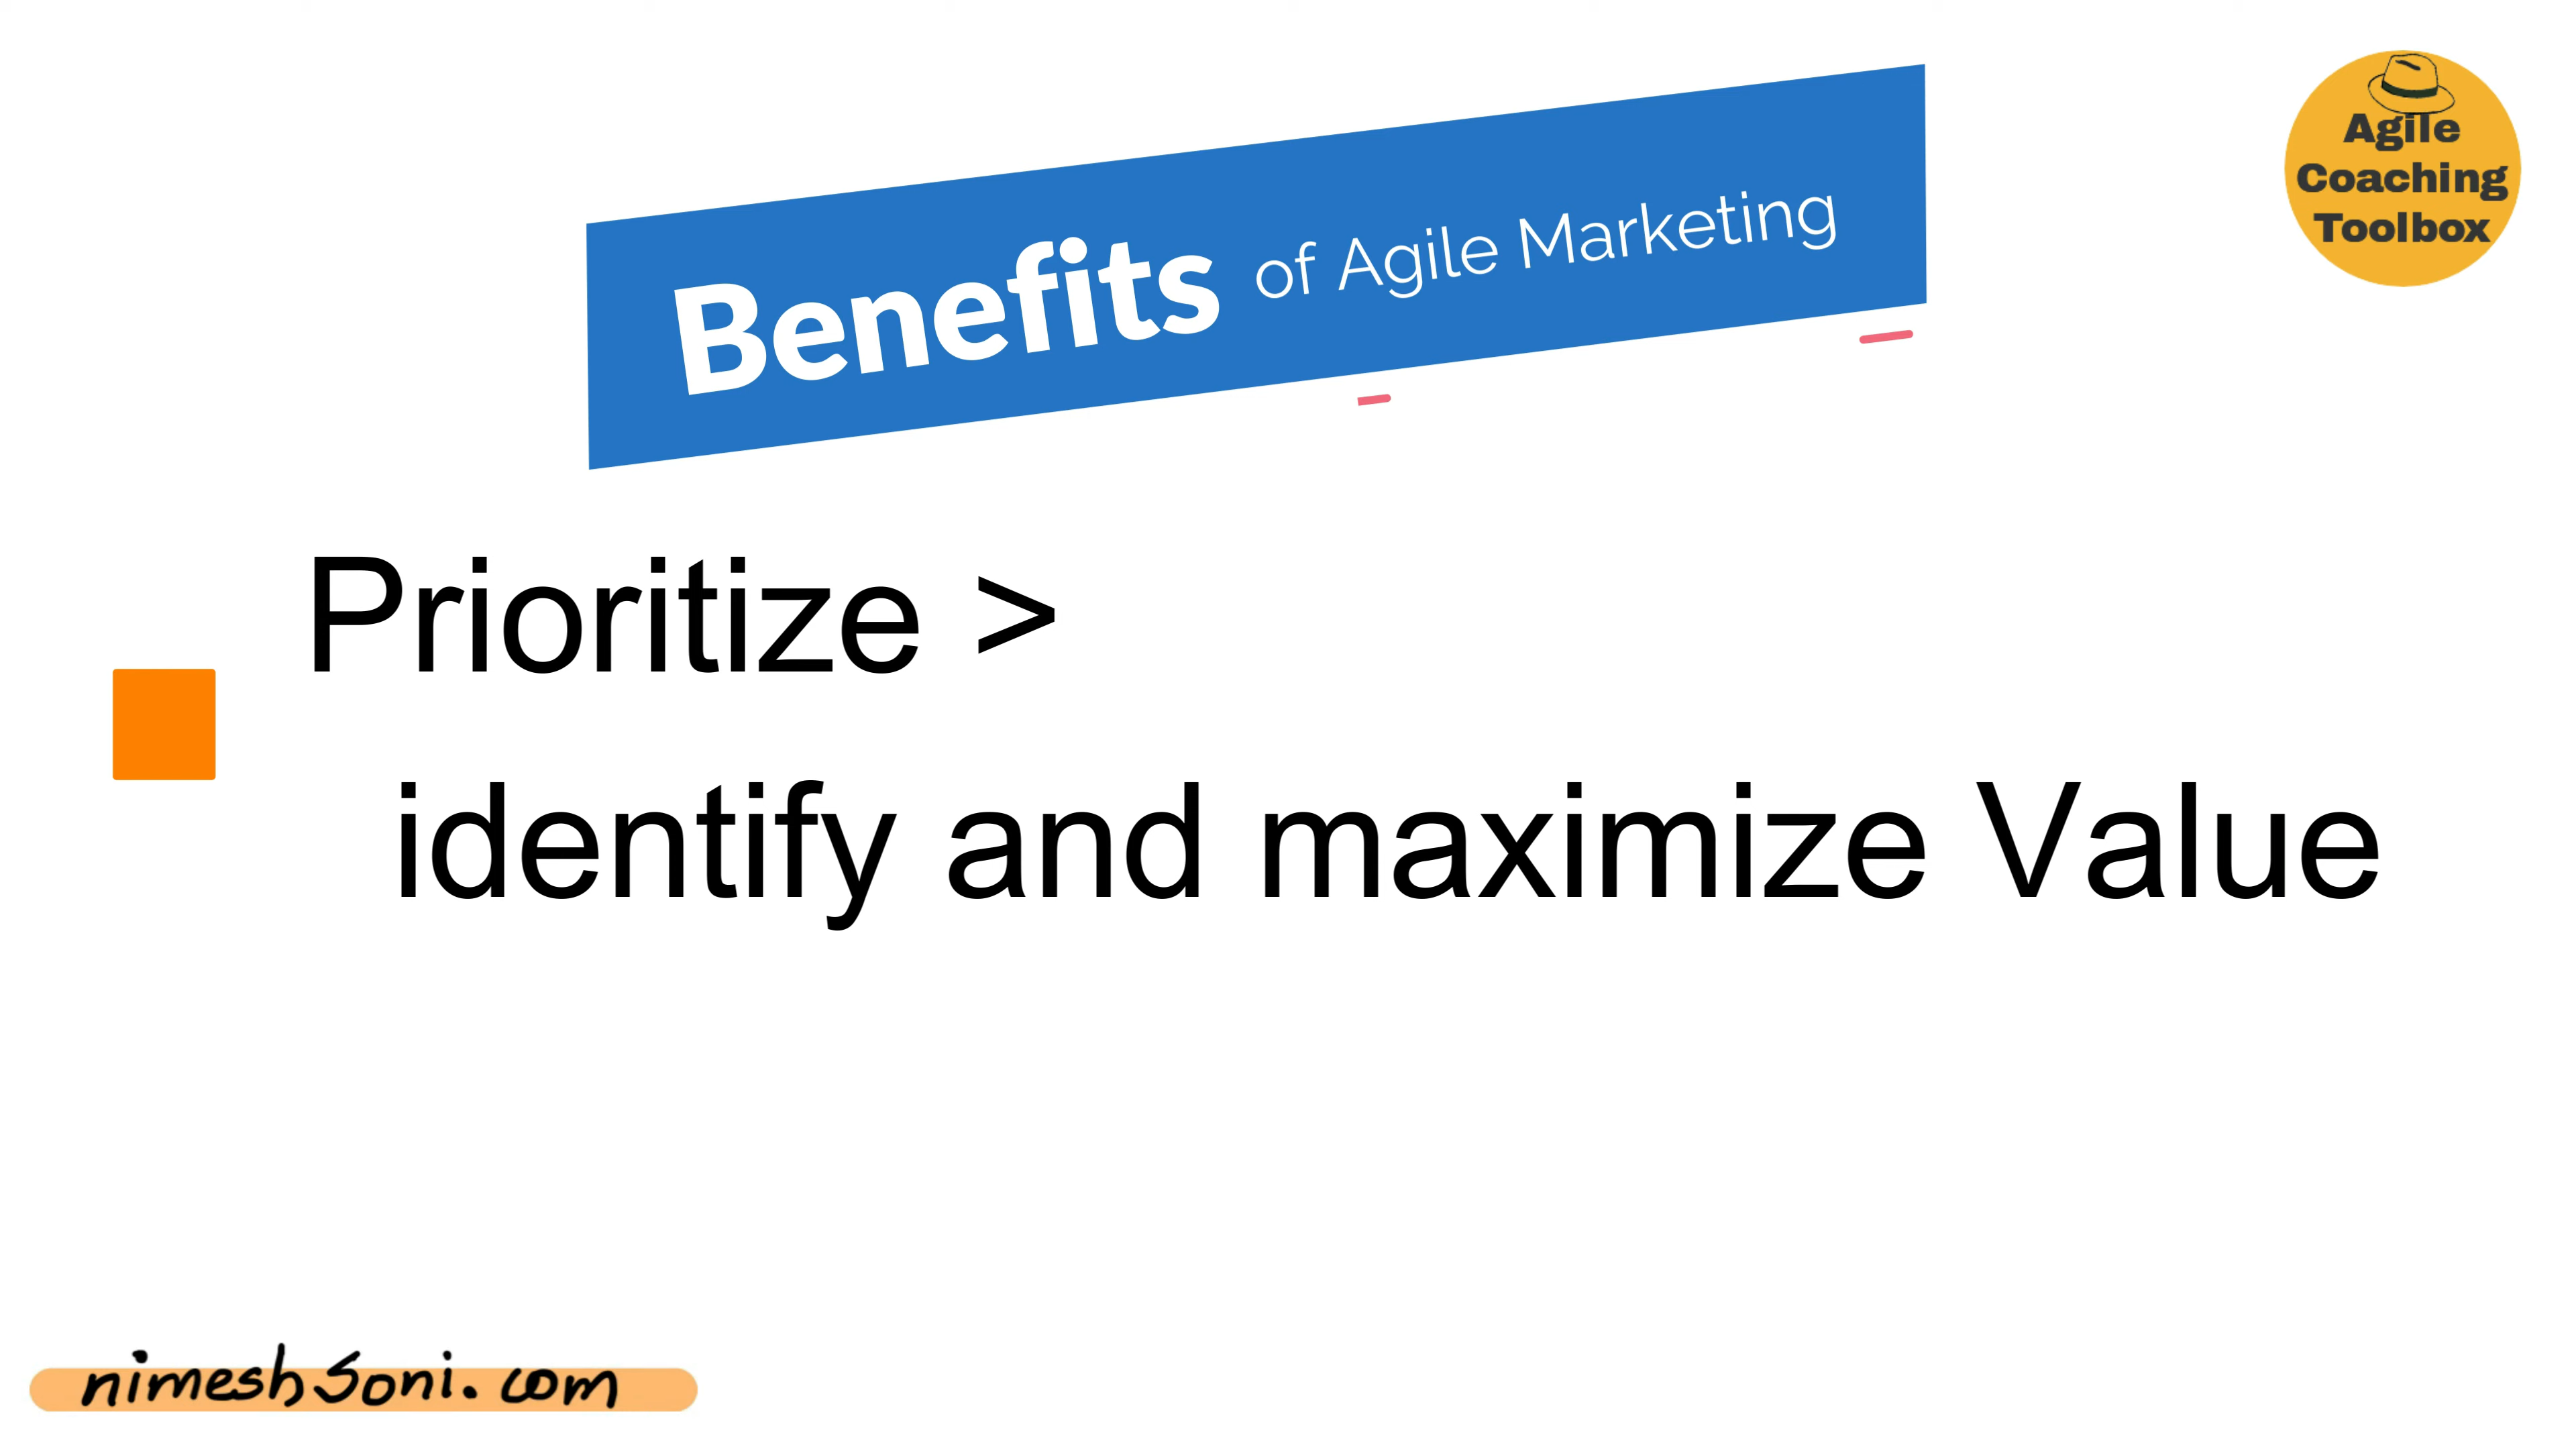 Benefits of Agile Marketing
Agile
Coaching
Toolbox
Prioritize >
identify and maximize Value
nimeshSoni.com